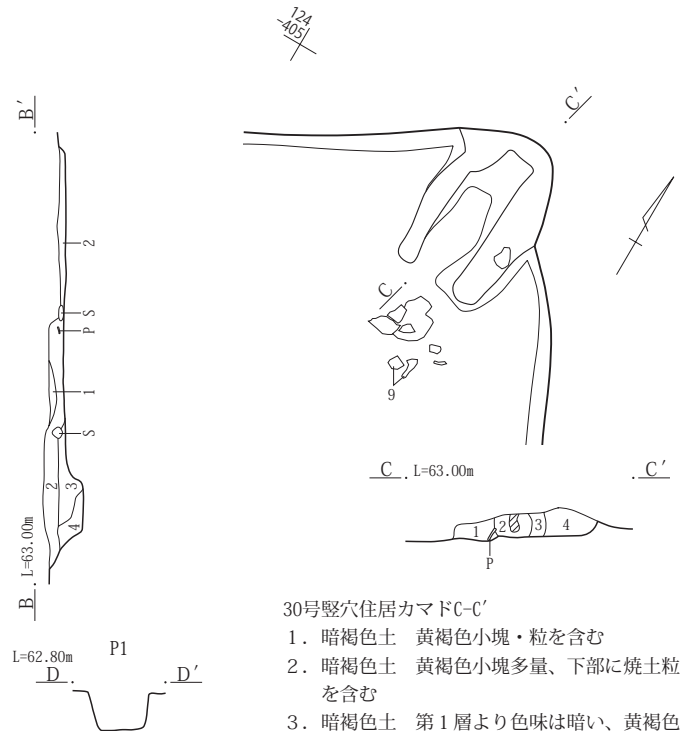 124
-405
B′
C′
2
S
P
1
S
2
3
4
L=63.00m
B
C
9
C
L=63.00m
C′
1
2
3
4
P
P1
L=62.80m
D
D′
30号竪穴住居カマドC-C′
1. 暗褐色土　黄褐色小塊・粒を含む
2. 暗褐色土　黄褐色小塊多量、下部に焼土粒
を含む
3. 暗褐色土　第1層より色味は暗い、黄褐色